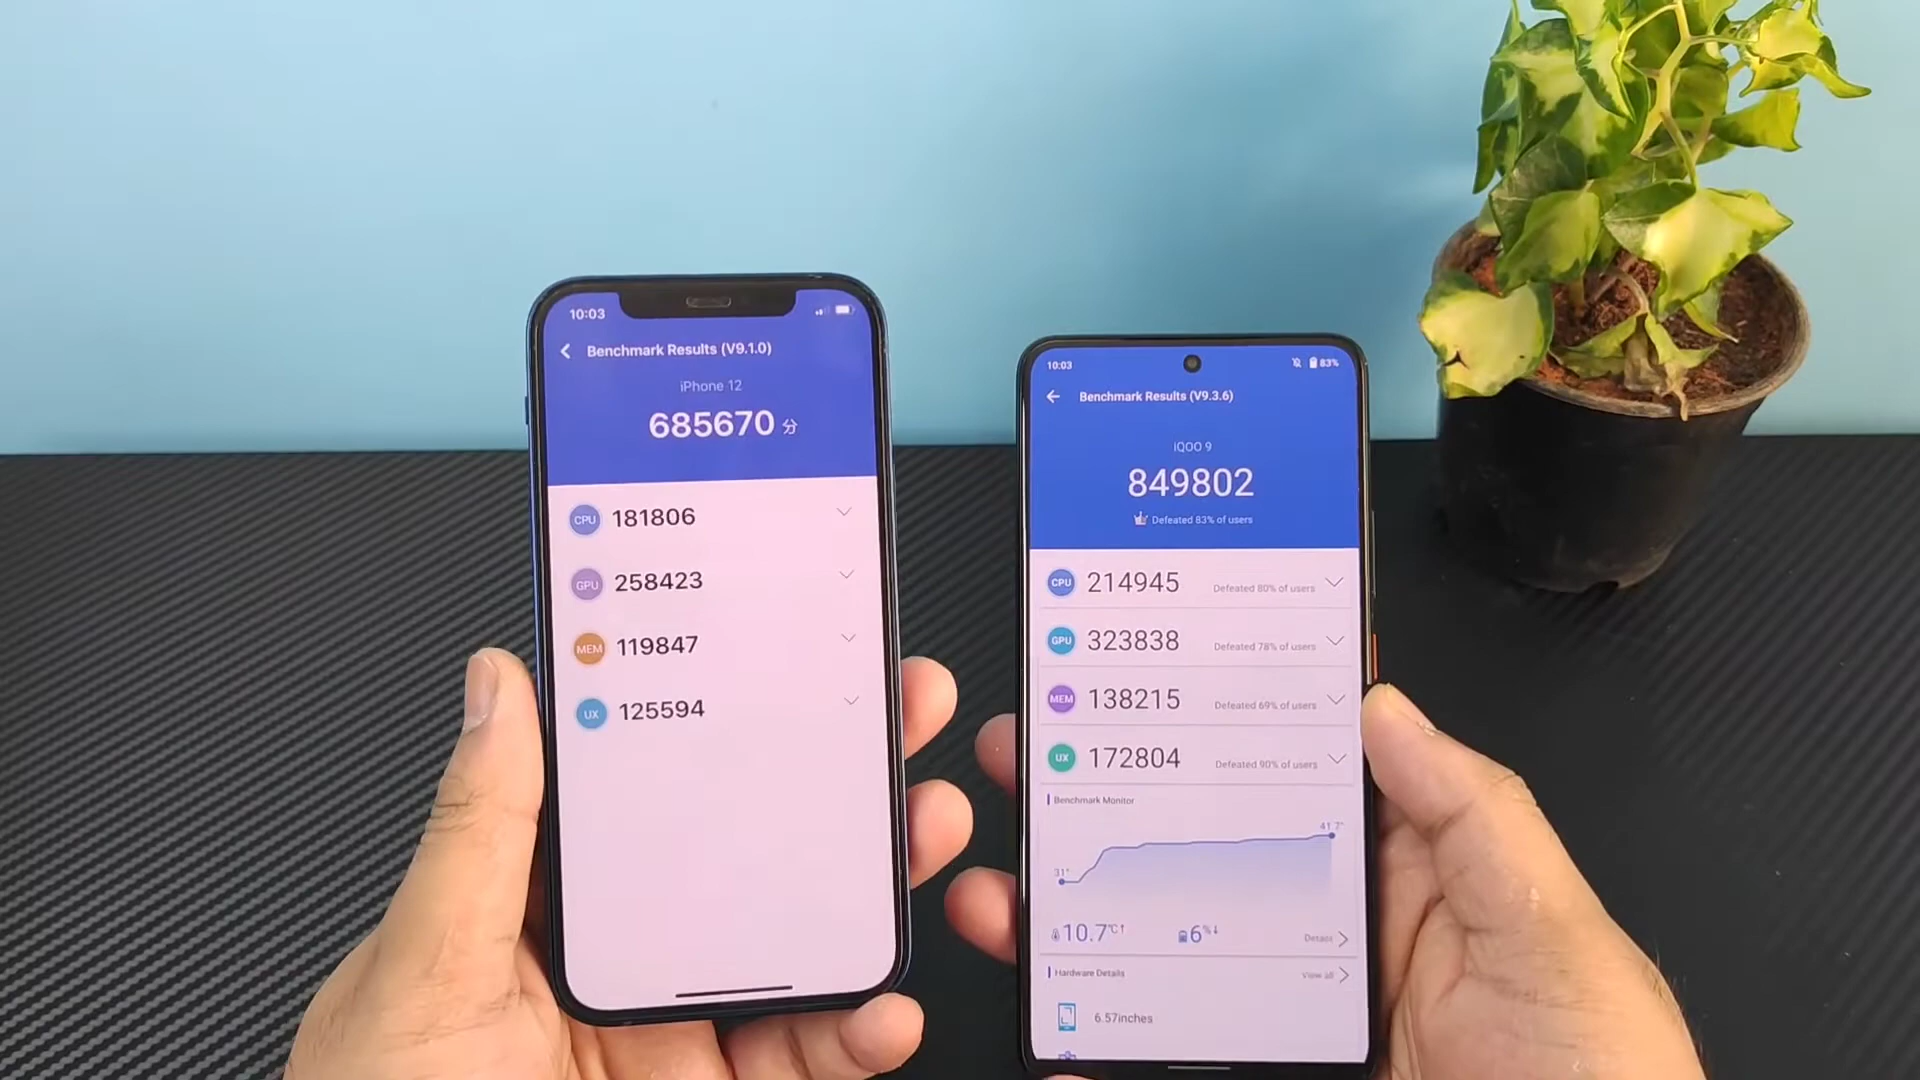 10:03
Benchmark Results (V9.1.0)
iPhone 12
685670 分
CPU 181806
GPU 258423
MEM 119847
UX 125594
10:03 83%
Benchmark Results (V9.3.6)
iQOO 9
849802
Defeated 83% of users
CPU 214945 Defeated 80% of users
GPU 323838 Defeated 78% of users
MEM 138215 Defeated 69% of users
UX 172804 Defeated 90% of users
Benchmark Monitor
41.7°
31°
10.7°C↑ 6%↓ Details
Hardware Details View all
6.57inches